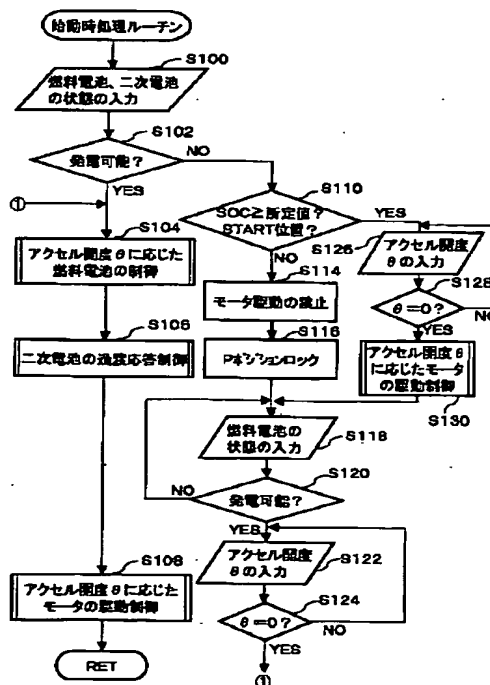 始動時処理ルーチン
S100
燃料電池、二次電池
の状態の入力
S102
発電可能?
NO
YES
①
S104
アクセル開度θに応じた
燃料電池の制御
S106
二次電池の過渡応答制御
S108
アクセル開度θに応じた
モータの駆動制御
RET
S110
SOC≧所定値?
START位置?
YES
NO
S114
モータ駆動の禁止
S116
Pポジションロック
S126
アクセル開度
θの入力
S128
θ=0?
NO
YES
アクセル開度θ
に応じたモータ
の駆動制御
S130
S118
燃料電池の
状態の入力
S120
発電可能?
NO
YES
アクセル開度
θの入力
S122
S124
θ=0?
NO
YES
①